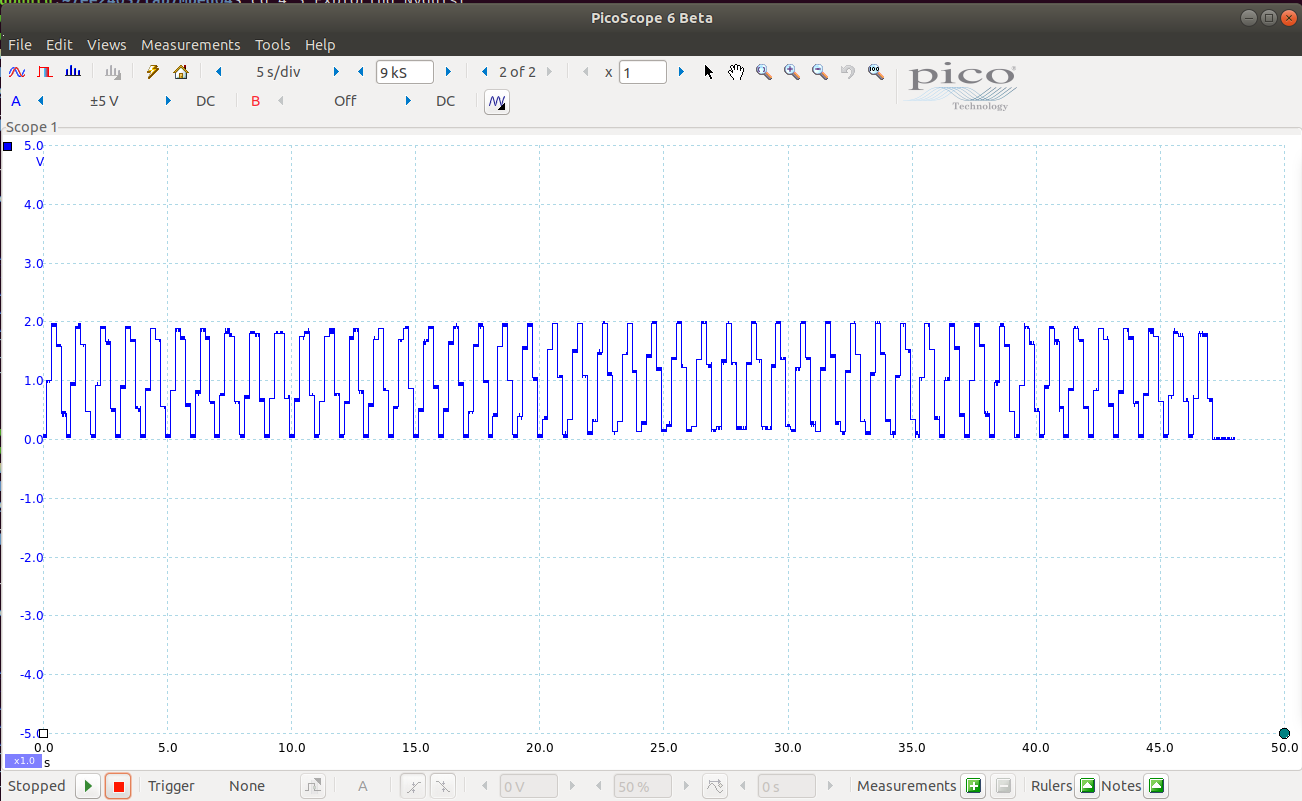 PicoScope 6 Beta
File Edit Views Measurements Tools Help
5 s/div 9 kS 2 of 2 x 1
pico
Technology
A ±5 V DC B Off DC
Scope 1
5.0
V
4.0
3.0
2.0
1.0
0.0
-1.0
-2.0
-3.0
-4.0
-5.0
0.0 5.0 10.0 15.0 20.0 25.0 30.0 35.0 40.0 45.0 50.0
x1.0 s
Stopped Trigger None A 0 V 50 % 0 s Measurements Rulers Notes